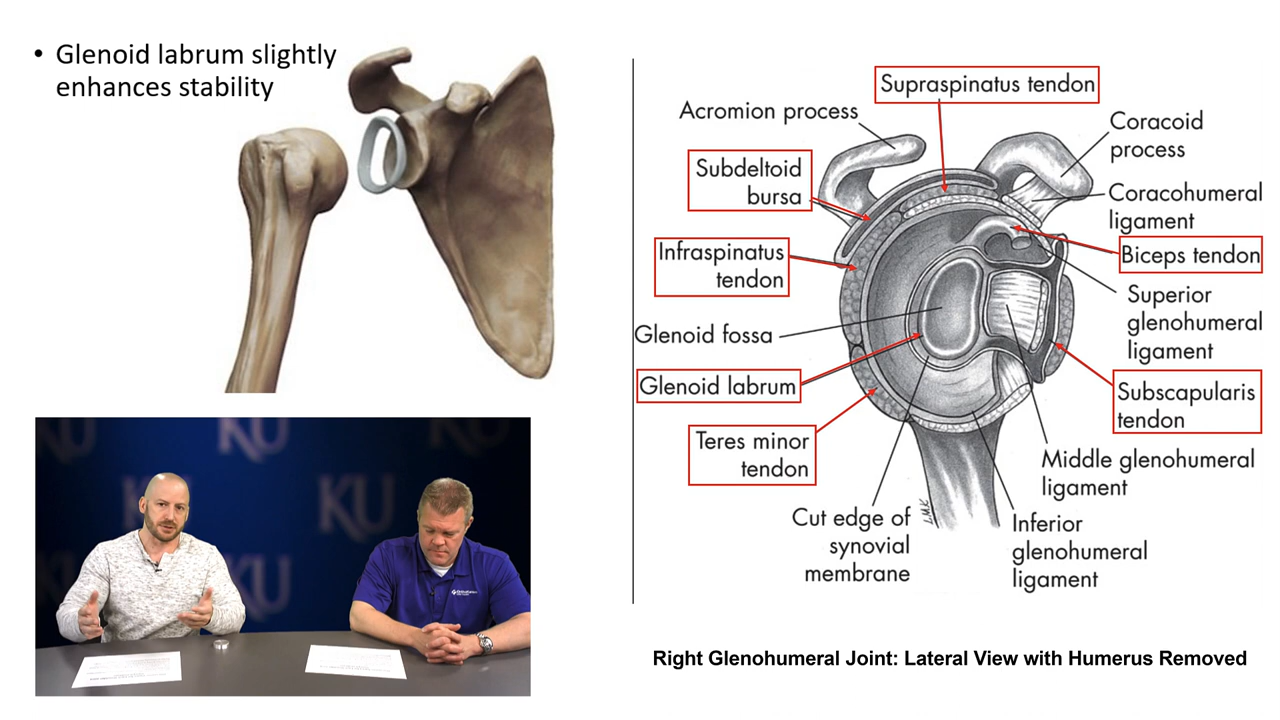 • Glenoid labrum slightly
enhances stability
Supraspinatus tendon
Acromion process
Coracoid
process
Subdeltoid
bursa
Coracohumeral
ligament
Infraspinatus
tendon
Biceps tendon
Superior
glenohumeral
ligament
Glenoid fossa
Glenoid labrum
Subscapularis
tendon
Teres minor
tendon
Middle glenohumeral
ligament
Cut edge of
synovial
membrane
Inferior
glenohumeral
ligament
LMK
Right Glenohumeral Joint: Lateral View with Humerus Removed
KU
KU
KU
KU
KU